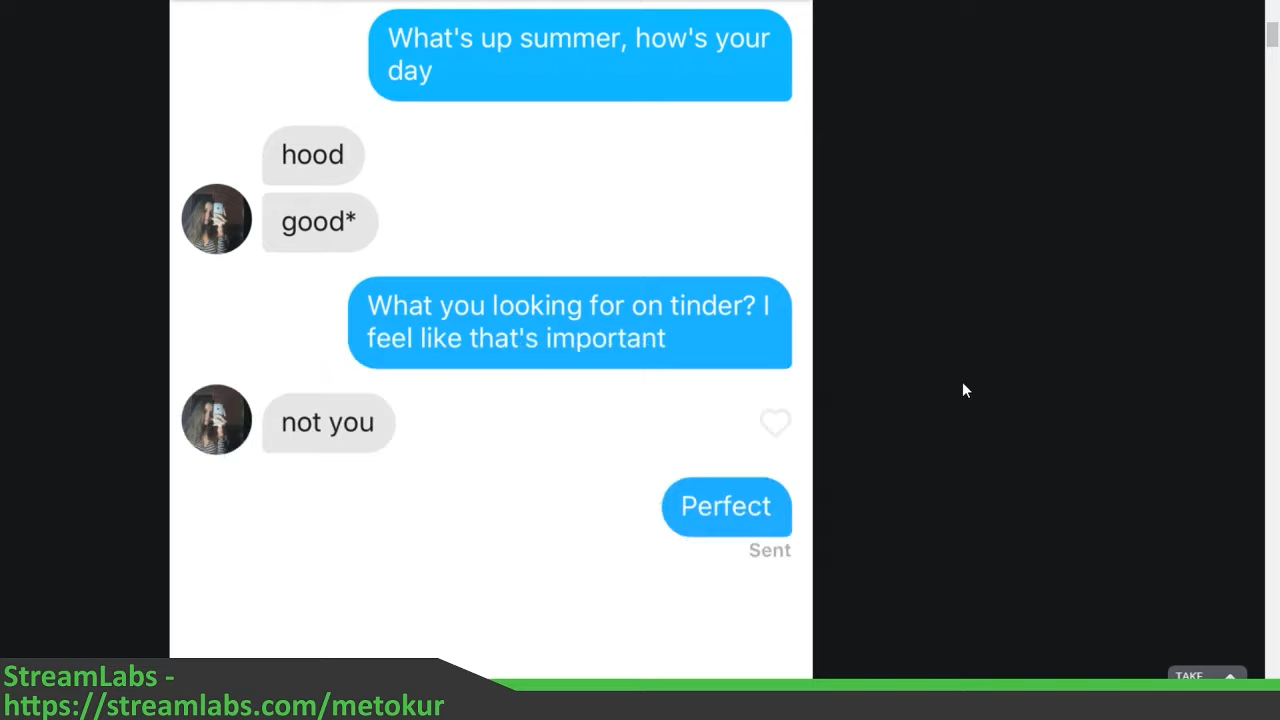 What's up summer, how's your
day
hood
good*
What you looking for on tinder? I
feel like that's important
not you
Perfect
Sent
TAKE
StreamLabs -
https://streamlabs.com/metokur